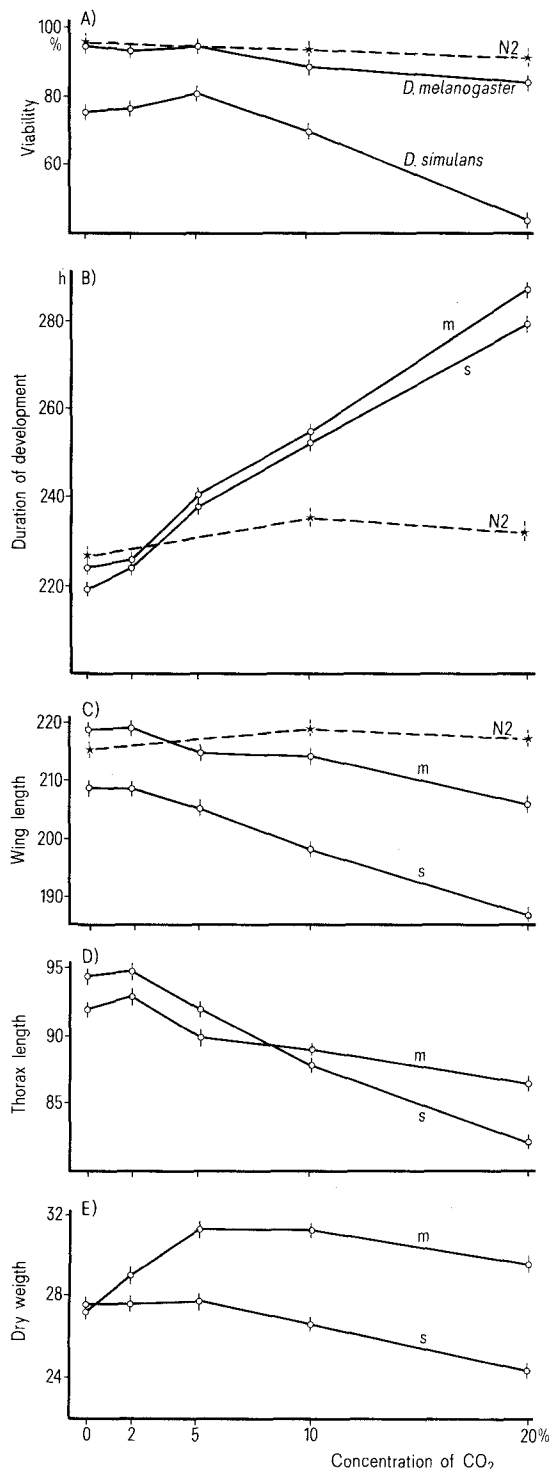 A)
100
%
80
60
Viability
N2
D. melanogaster
D. simulans
B)
h
280
260
240
220
Duration of development
m
s
N2
C)
220
210
200
190
Wing length
N2
m
s
D)
95
90
85
Thorax length
m
s
E)
32
28
24
Dry weigth
m
s
0 2 5 10 20%
Concentration of CO2